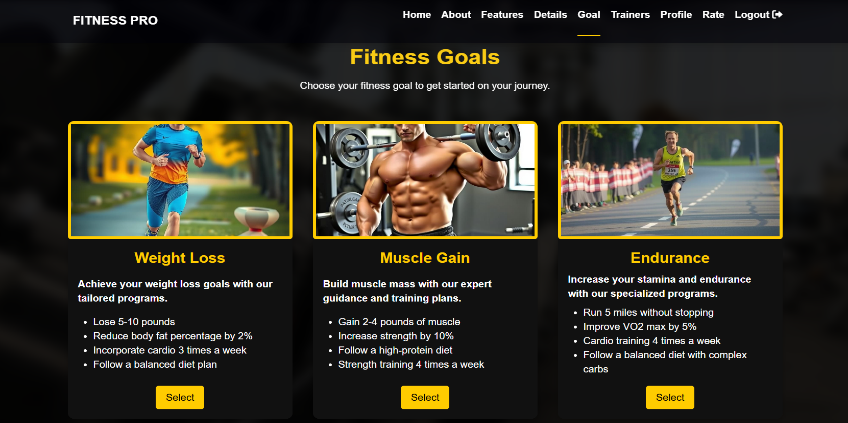 FITNESS PRO
Home About Features Details Goal Trainers Profile Rate Logout
Fitness Goals
Choose your fitness goal to get started on your journey.
Weight Loss
Achieve your weight loss goals with our
tailored programs.
• Lose 5-10 pounds
• Reduce body fat percentage by 2%
• Incorporate cardio 3 times a week
• Follow a balanced diet plan
Select
Muscle Gain
Build muscle mass with our expert
guidance and training plans.
• Gain 2-4 pounds of muscle
• Increase strength by 10%
• Follow a high-protein diet
• Strength training 4 times a week
Select
Endurance
Increase your stamina and endurance
with our specialized programs.
• Run 5 miles without stopping
• Improve VO2 max by 5%
• Cardio training 4 times a week
• Follow a balanced diet with complex
carbs
Select